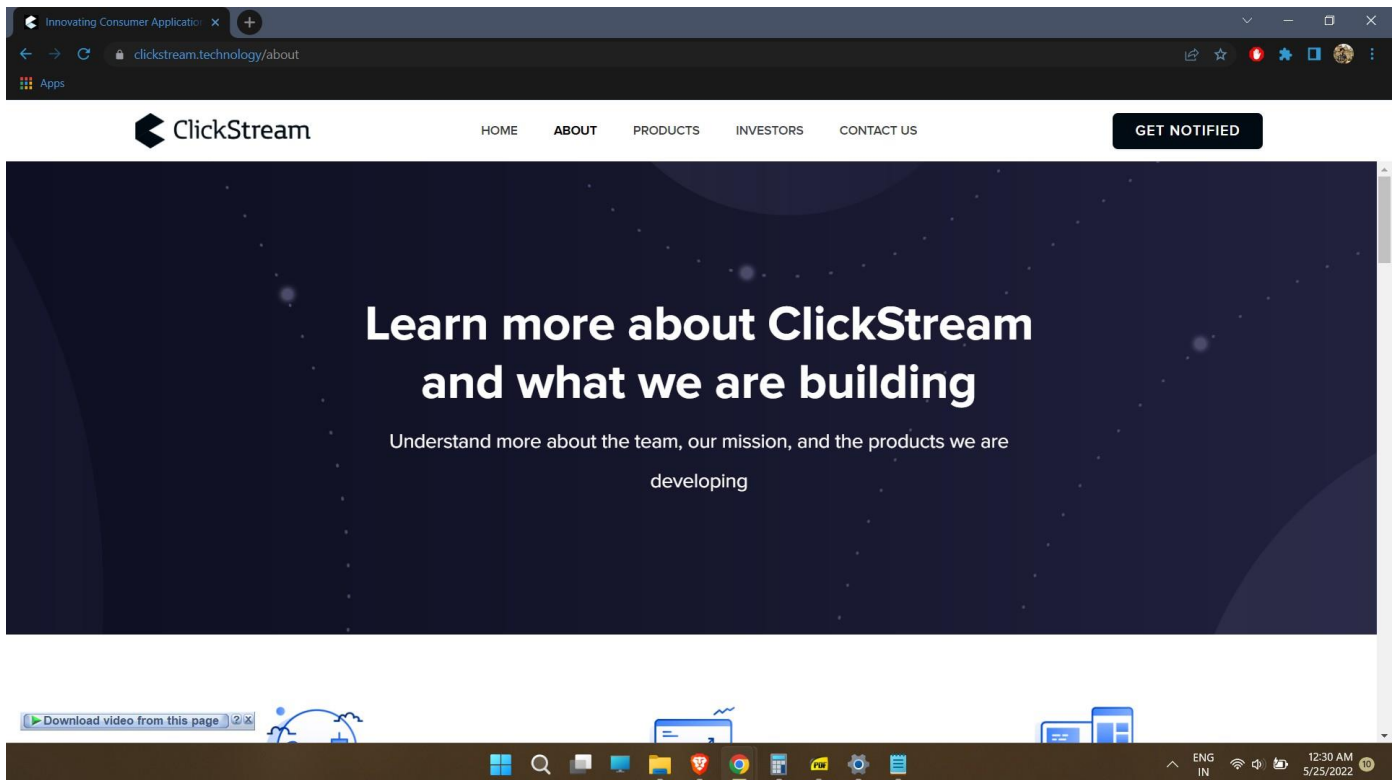 Innovating Consumer Applicatio
clickstream.technology/about
Apps
ClickStream
HOME ABOUT PRODUCTS INVESTORS CONTACT US
GET NOTIFIED
Learn more about ClickStream
and what we are building
Understand more about the team, our mission, and the products we are
developing
Download video from this page
ENG
IN
12:30 AM
5/25/2022
10